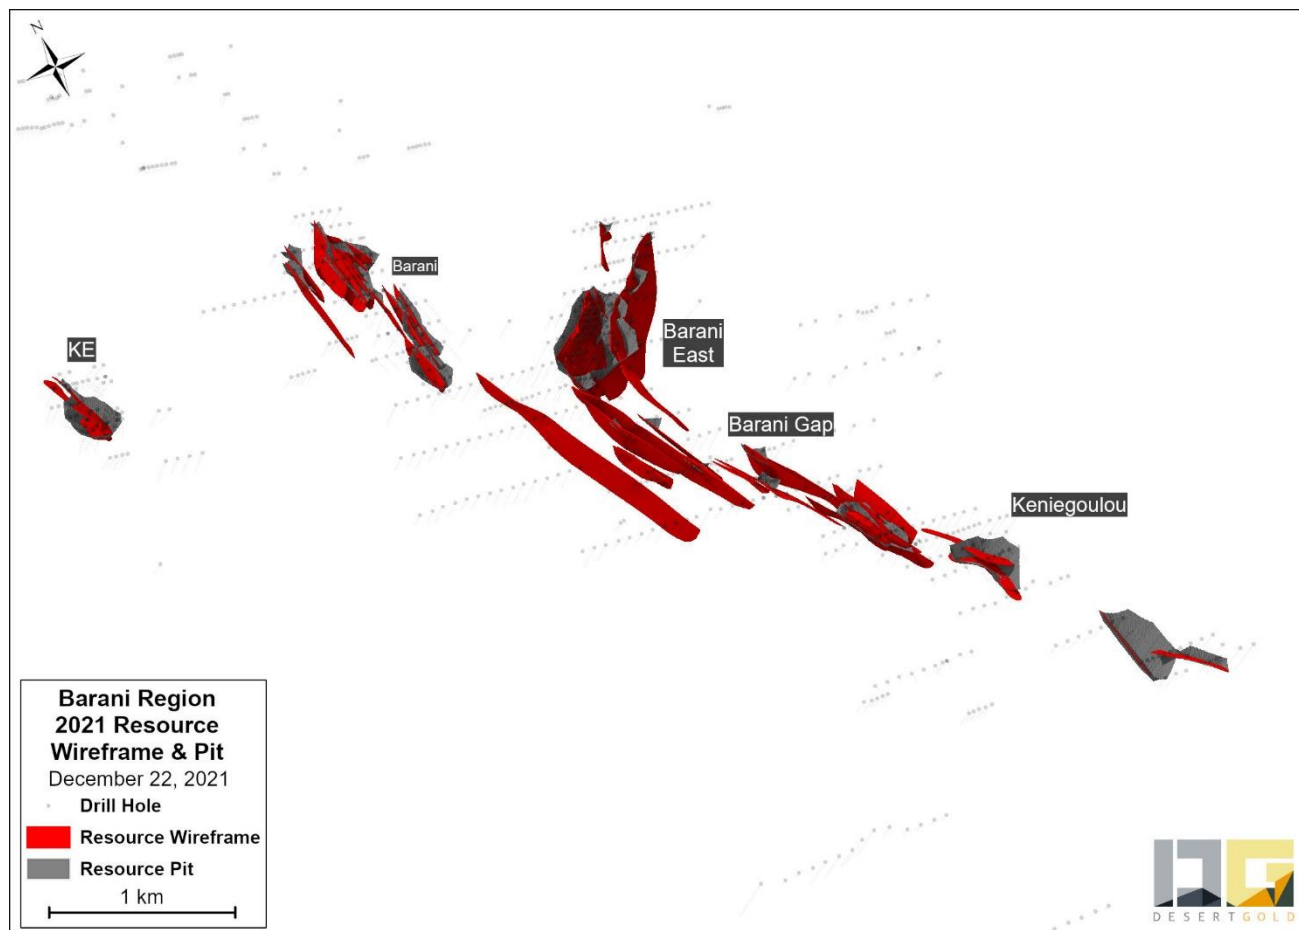 N
Barani
KE
Barani
East
Barani Gap
Keniegoulou
Barani Region
2021 Resource
Wireframe & Pit
December 22, 2021
Drill Hole
Resource Wireframe
Resource Pit
1 km
DG
DESERTGOLD